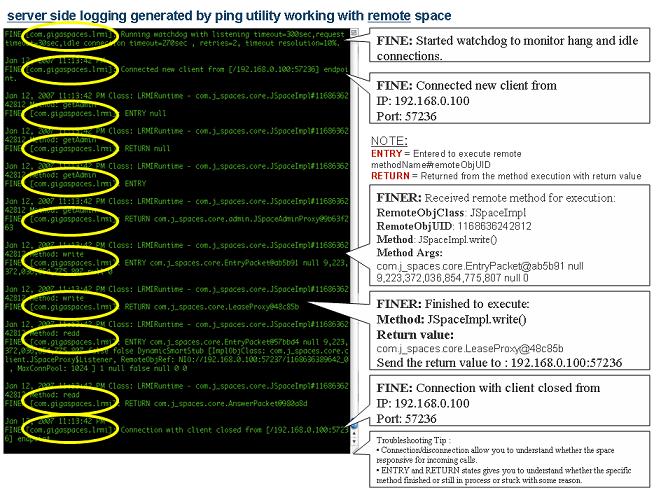 server side logging generated by ping utility working with remote space
FINE [com.gigaspaces.lrmi]: Running watchdog with listening timeout=300sec,request
timeout=30sec,idle connection timeout=270sec , retries=2, timeout resolution=10%.
Jan 12, 2007 11:13:42 PM
FINE [com.gigaspaces.lrmi]: Connected new client from [/192.168.0.100:57236] endpoi
nt.
Jan 12, 2007 11:13:42 PM Class: LRMIRuntime - com.j_spaces.core.JSpaceImpl#11686362
42812 Method: getAdmin
FINE [com.gigaspaces.lrmi]: ENTRY null
Jan 12, 2007 11:13:42 PM Class: LRMIRuntime - com.j_spaces.core.JSpaceImpl#11686362
42812 Method: getAdmin
FINE [com.gigaspaces.lrmi]: RETURN null
Jan 12, 2007 11:13:42 PM Class: LRMIRuntime - com.j_spaces.core.JSpaceImpl#11686362
42812 Method: getAdmin
FINE [com.gigaspaces.lrmi]: ENTRY
Jan 12, 2007 11:13:42 PM Class: LRMIRuntime - com.j_spaces.core.JSpaceImpl#11686362
42812 Method: getAdmin
FINE [com.gigaspaces.lrmi]: RETURN com.j_spaces.core.admin.JSpaceAdminProxy@9b63f2
63
Jan 12, 2007 11:13:42 PM Class: LRMIRuntime - com.j_spaces.core.JSpaceImpl#11686362
42812 Method: write
FINE [com.gigaspaces.lrmi]: ENTRY com.j_spaces.core.EntryPacket@ab5b91 null 9,223,
372,036,854,775,807 null 0
Jan 12, 2007 11:13:42 PM Class: LRMIRuntime - com.j_spaces.core.JSpaceImpl#11686362
42812 Method: write
FINE [com.gigaspaces.lrmi]: RETURN com.j_spaces.core.LeaseProxy@48c85b
Jan 12, 2007 11:13:42 PM Class: LRMIRuntime - com.j_spaces.core.JSpaceImpl#11686362
42812 Method: read
FINE [com.gigaspaces.lrmi]: ENTRY com.j_spaces.core.EntryPacket@57bbd4 null 9,223,
372,036,854,775,807 false false DynamicSmartStub [ImplObjClass: com.j_spaces.core.c
lient.JSpaceProxy$Listener, RemoteObjRef: NIO://192.168.0.100:57237/1168636389642_0
, MaxConnPool: 1024 ] 1 null false null 0 0
Jan 12, 2007 11:13:42 PM Class: LRMIRuntime - com.j_spaces.core.JSpaceImpl#11686362
42812 Method: read
FINE [com.gigaspaces.lrmi]: RETURN com.j_spaces.core.AnswerPacket@980a8d
Jan 12, 2007 11:13:42 PM
FINE [com.gigaspaces.lrmi]: Connection with client closed from [/192.168.0.100:5723
6] endpoint
FINE: Started watchdog to monitor hang and idle
connections.
FINE: Connected new client from
IP: 192.168.0.100
Port: 57236
NOTE:
ENTRY = Entered to execute remote
methodName#remoteObjUID
RETURN = Returned from the method execution with return value
FINER: Received remote method for execution:
RemoteObjClass: JSpaceImpl
RemoteObjUID: 1168636242812
Method: JSpaceImpl.write()
Method Args:
com.j_spaces.core.EntryPacket@ab5b91 null
9,223,372,036,854,775,807 null 0
FINER: Finished to execute:
Method: JSpaceImpl.write()
Return value:
com.j_spaces.core.LeaseProxy@48c85b
Send the return value to : 192.168.0.100:57236
FINE: Connection with client closed from
IP: 192.168.0.100
Port: 57236
Troubleshooting Tip :
• Connection/disconnection allow you to understand whether the space
responsive for incoming calls.
• ENTRY and RETURN states gives you to understand whether the specific
method finished or still in process or stuck with some reason.